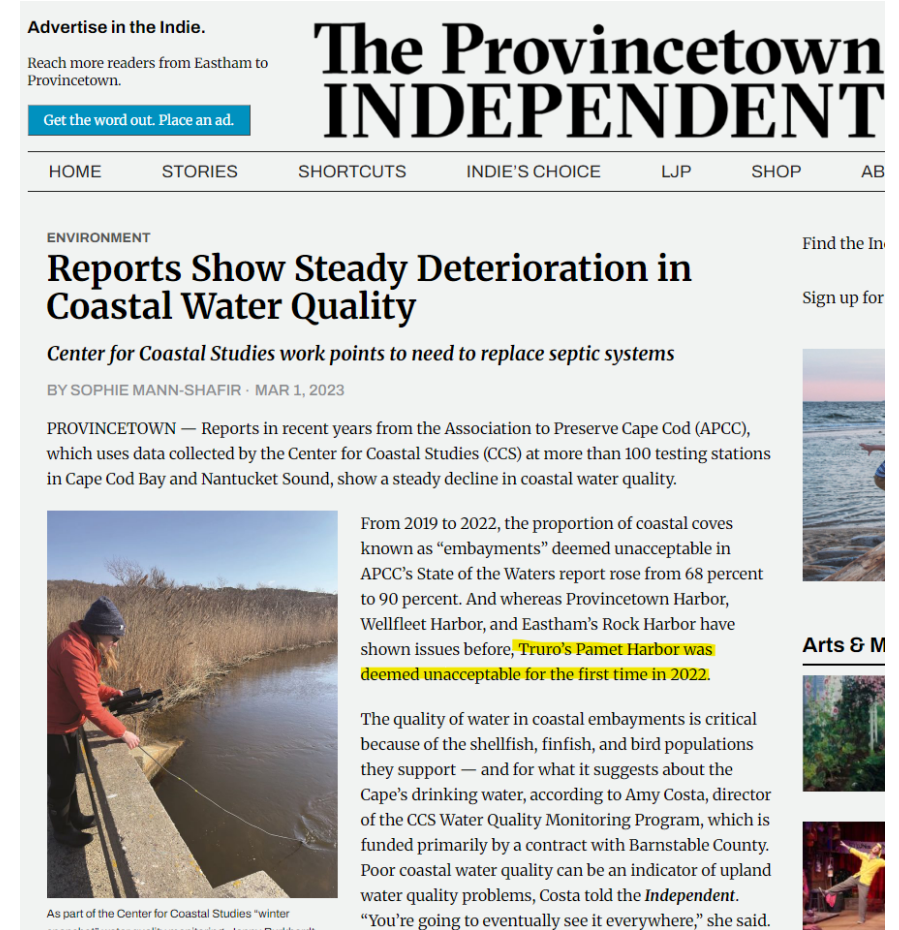 Advertise in the Indie.
Reach more readers from Eastham to
Provincetown.
Get the word out. Place an ad.
The Provincetown
INDEPENDENT
HOME STORIES SHORTCUTS INDIE'S CHOICE LJP SHOP AB
ENVIRONMENT
Reports Show Steady Deterioration in
Coastal Water Quality
Center for Coastal Studies work points to need to replace septic systems
BY SOPHIE MANN-SHAFIR · MAR 1, 2023
PROVINCETOWN — Reports in recent years from the Association to Preserve Cape Cod (APCC),
which uses data collected by the Center for Coastal Studies (CCS) at more than 100 testing stations
in Cape Cod Bay and Nantucket Sound, show a steady decline in coastal water quality.
From 2019 to 2022, the proportion of coastal coves
known as “embayments” deemed unacceptable in
APCC’s State of the Waters report rose from 68 percent
to 90 percent. And whereas Provincetown Harbor,
Wellfleet Harbor, and Eastham’s Rock Harbor have
shown issues before, Truro’s Pamet Harbor was
deemed unacceptable for the first time in 2022.
The quality of water in coastal embayments is critical
because of the shellfish, finfish, and bird populations
they support — and for what it suggests about the
Cape’s drinking water, according to Amy Costa, director
of the CCS Water Quality Monitoring Program, which is
funded primarily by a contract with Barnstable County.
Poor coastal water quality can be an indicator of upland
water quality problems, Costa told the Independent.
“You’re going to eventually see it everywhere,” she said.
As part of the Center for Coastal Studies “winter
Find the In
Sign up for
Arts & M